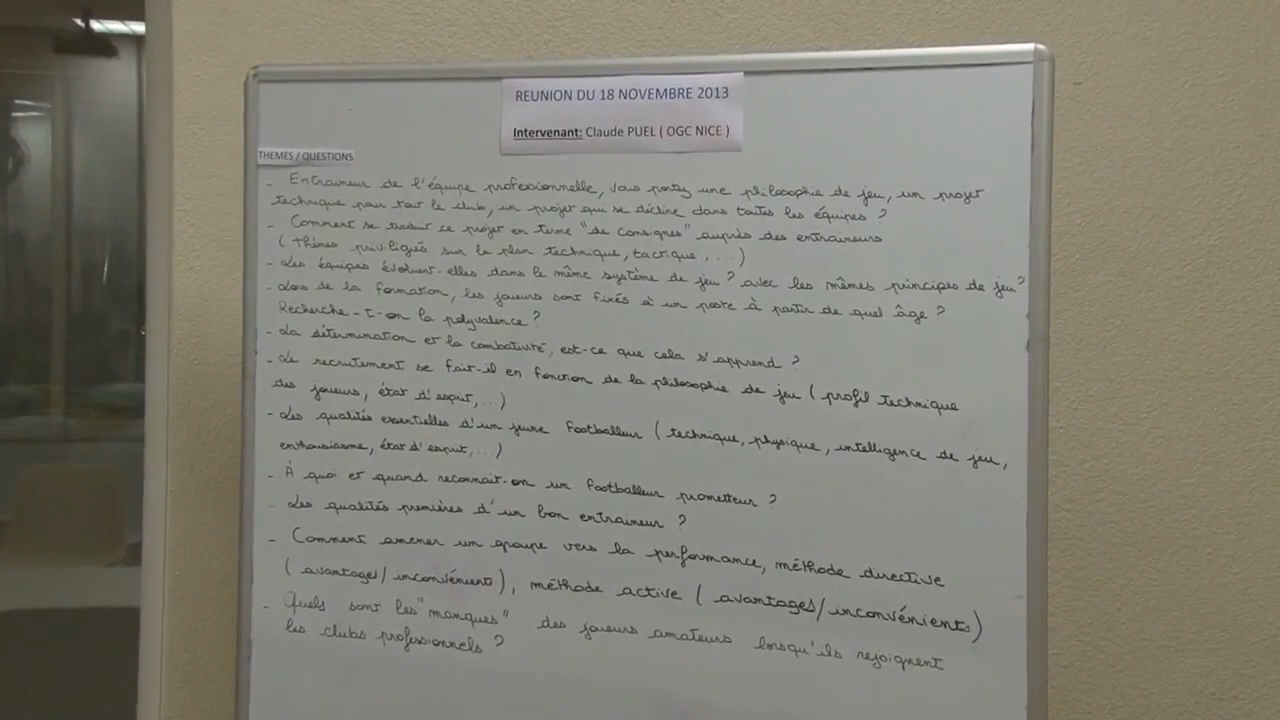 REUNION DU 18 NOVEMBRE 2013
Intervenant: Claude PUEL ( OGC NICE )
THEMES / QUESTIONS
- Entraineur de l'équipe professionnelle, vous portez une philosophie de jeu, un projet
technique pour tout le club, un projet qui se décline dans toutes les équipes ?
- Comment se traduit ce projet en terme "de consignes" auprès des entraineurs
( thèmes privilégiés sur le plan technique, tactique, ... )
- Les équipes évoluent-elles dans le même système de jeu ? avec les mêmes principes de jeu ?
- Lors de la formation, les joueurs sont fixés à un poste à partir de quel âge ?
Recherche-t-on la polyvalence ?
- La détermination et la combativité, est-ce que cela s'apprend ?
- Le recrutement se fait-il en fonction de la philosophie de jeu ( profil technique
des joueurs, état d'esprit, ...)
- Les qualités essentielles d'un jeune footballeur ( technique, physique, intelligence de jeu,
enthousiasme, état d'esprit, ...)
- À quoi et quand reconnait-on un footballeur prometteur ?
- Les qualités premières d'un bon entraineur ?
- Comment amener un groupe vers la performance, méthode directive
( avantages/inconvénients ), méthode active ( avantages/inconvénients )
- Quels sont les "manques" des joueurs amateurs lorsqu'ils rejoignent
les clubs professionnels ?